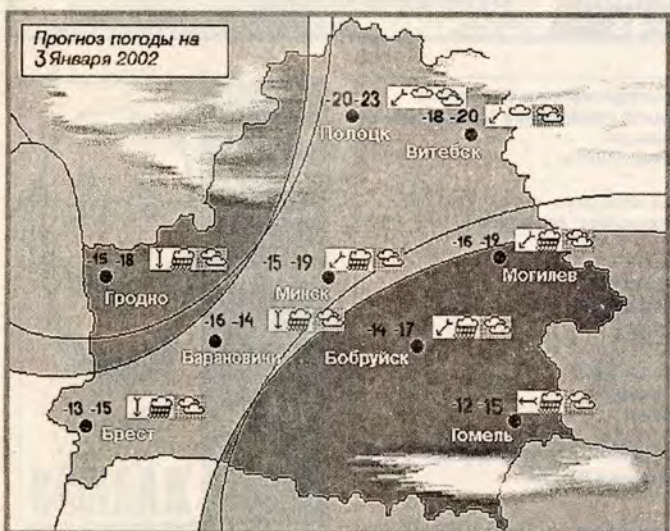 Прогноз погоды на
3 Января 2002
-20 -23
Полоцк
-18 -20
Витебск
-15 -18
Гродно
-15 -19
Минск
-16 -19
Могилев
-16 -14
Барановичи
-14 -17
Бобруйск
-13 -15
Брест
-12 -15
Гомель